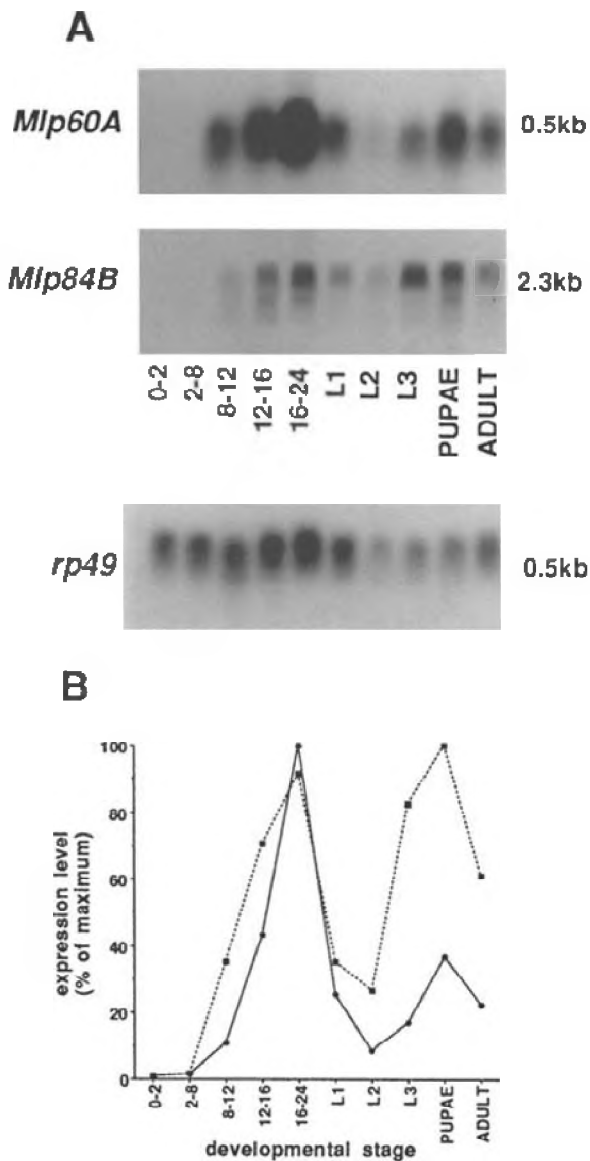 A
Mlp60A
0.5kb
Mlp84B
2.3kb
0-2
2-8
8-12
12-16
16-24
L1
L2
L3
PUPAE
ADULT
rp49
0.5kb
B
100
80
60
40
20
0
expression level
(% of maximum)
0-2
2-8
8-12
12-16
16-24
L1
L2
L3
PUPAE
ADULT
developmental stage